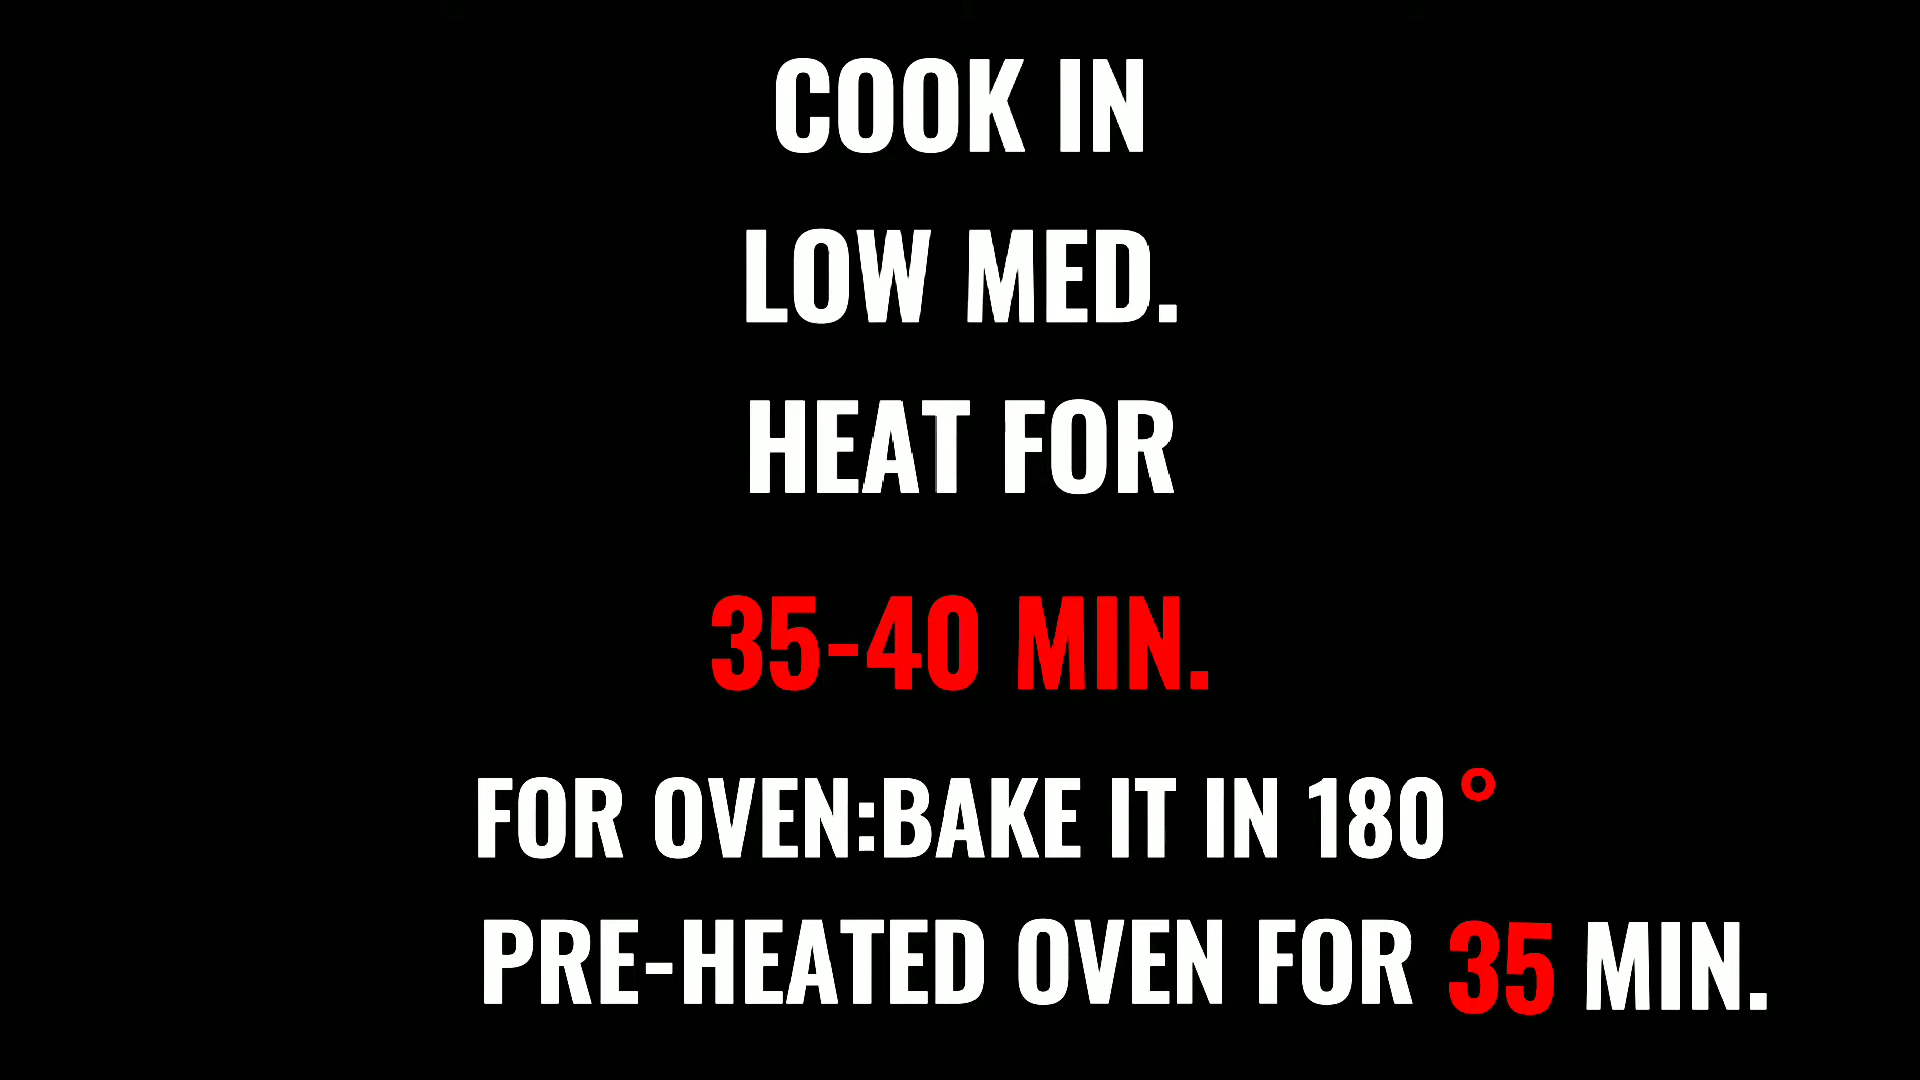 COOK IN
LOW MED.
HEAT FOR
35-40 MIN.
FOR OVEN:BAKE IT IN 180°
PRE-HEATED OVEN FOR 35 MIN.